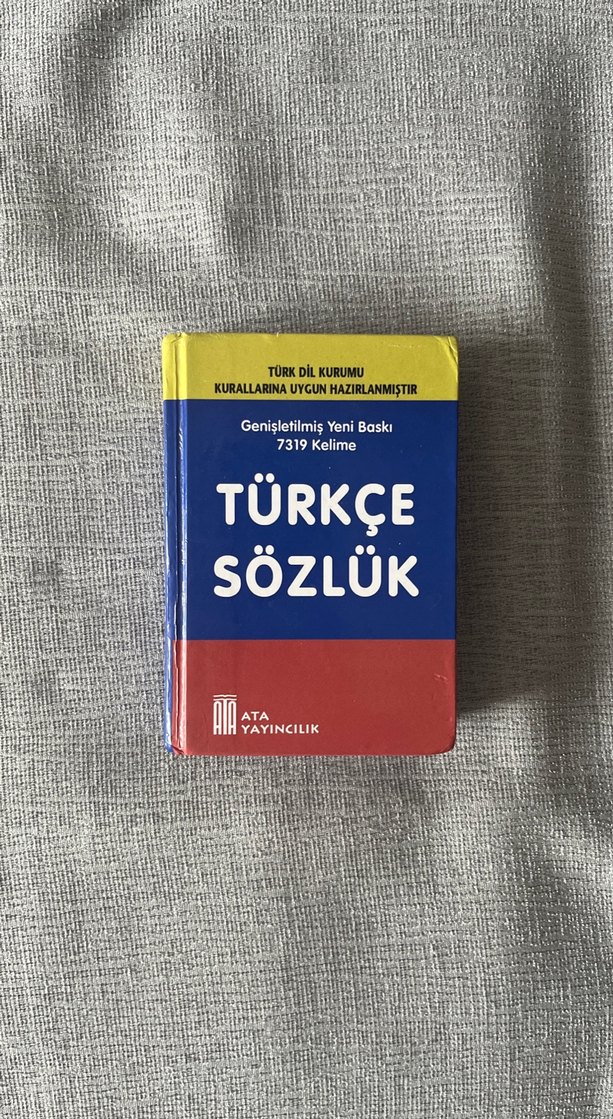 TÜRK DİL KURUMU
KURALLARINA UYGUN HAZIRLANMIŞTIR
Genişletilmiş Yeni Baskı
7319 Kelime
TÜRKÇE
SÖZLÜK
ATA ATA
YAYINCILIK